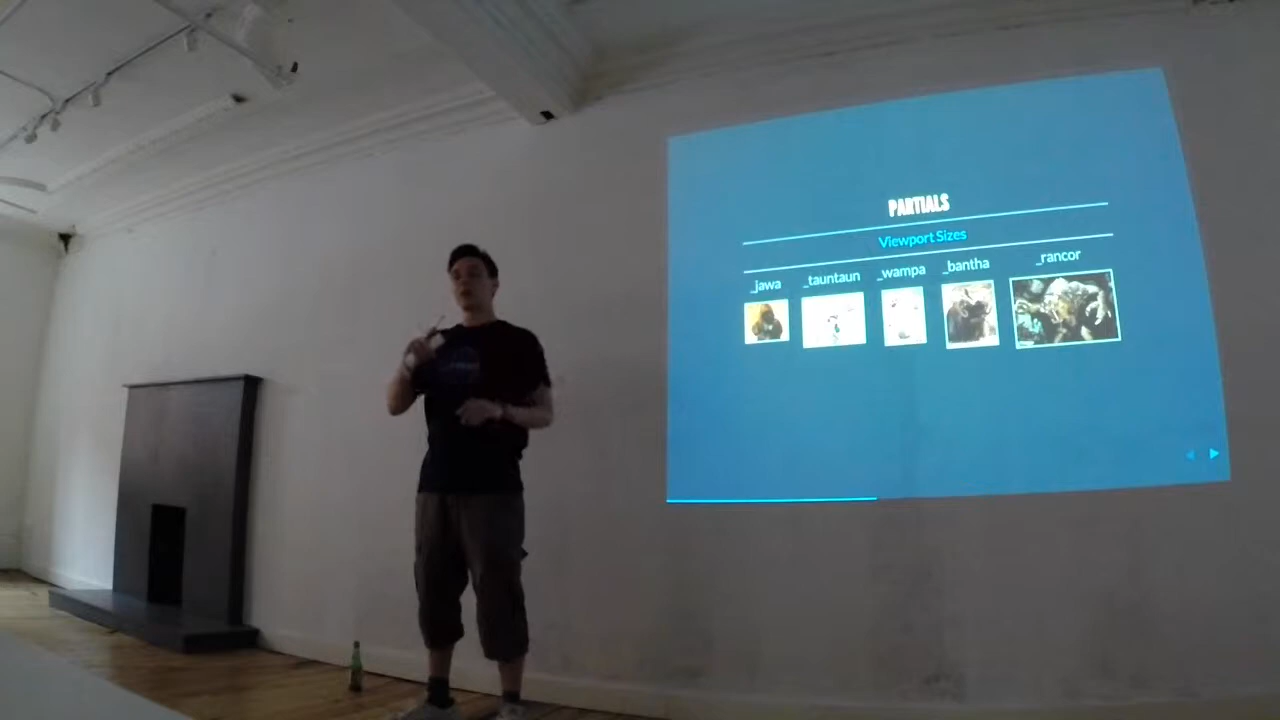 PARTIALS
Viewport Sizes
_jawa _tauntaun _wampa _bantha _rancor